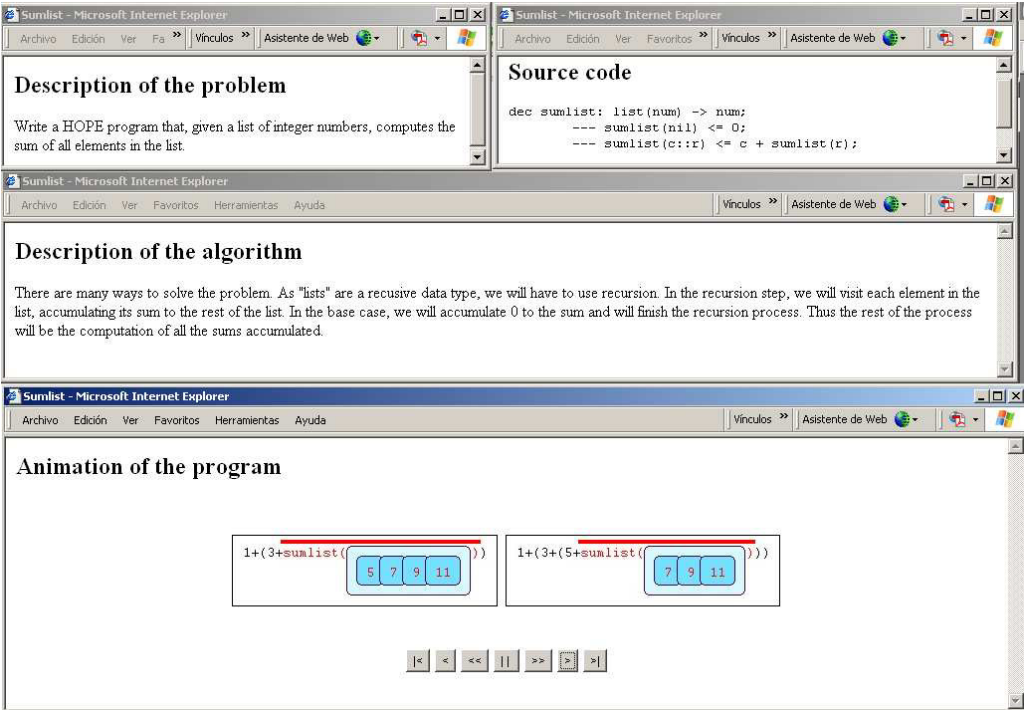 Sumlist - Microsoft Internet Explorer
Archivo Edición Ver Fa » Vínculos » Asistente de Web
Description of the problem
Write a HOPE program that, given a list of integer numbers, computes the
sum of all elements in the list.
Sumlist - Microsoft Internet Explorer
Archivo Edición Ver Favoritos » Vínculos » Asistente de Web
Source code
dec sumlist: list(num) -> num;
--- sumlist(nil) <= 0;
--- sumlist(c::r) <= c + sumlist(r);
Sumlist - Microsoft Internet Explorer
Archivo Edición Ver Favoritos Herramientas Ayuda Vínculos » Asistente de Web
Description of the algorithm
There are many ways to solve the problem. As "lists" are a recusive data type, we will have to use recursion. In the recursion step, we will visit each element in the
list, accumulating its sum to the rest of the list. In the base case, we will accumulate 0 to the sum and will finish the recursion process. Thus the rest of the process
will be the computation of all the sums accumulated.
Sumlist - Microsoft Internet Explorer
Archivo Edición Ver Favoritos Herramientas Ayuda Vínculos » Asistente de Web
Animation of the program
1+(3+sumlist( 5 7 9 11 ))
1+(3+(5+sumlist( 7 9 11 )))
|< < << || >> > >|